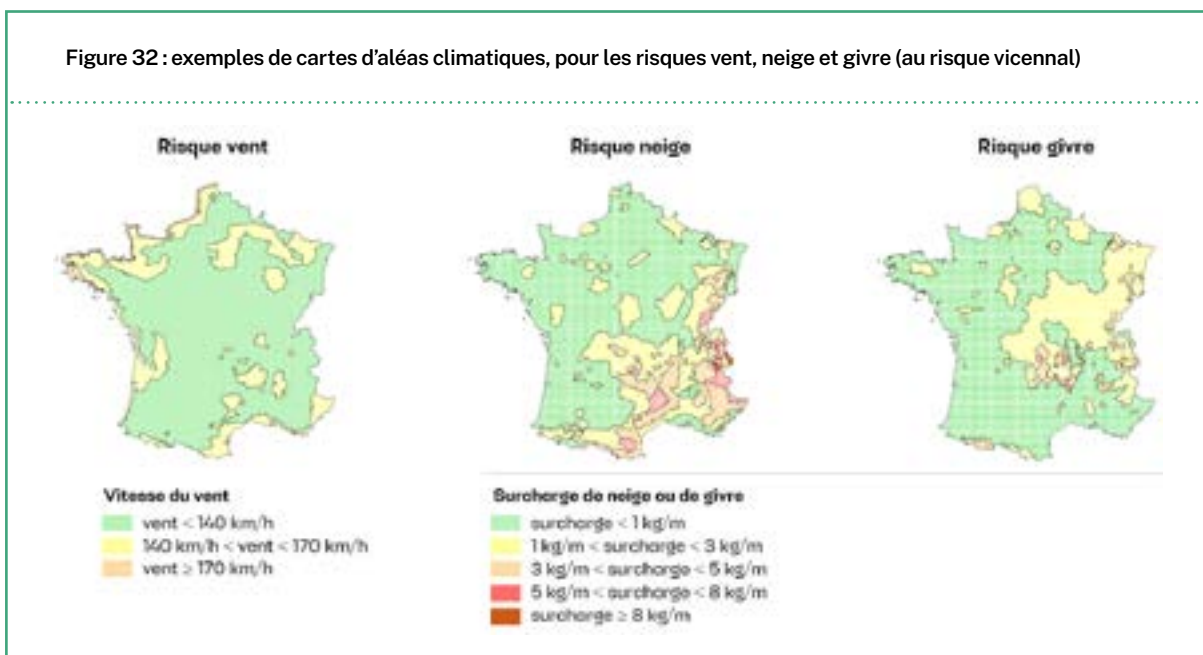 Figure 32 : exemples de cartes d’aléas climatiques, pour les risques vent, neige et givre (au risque vicennal)
Risque vent
Risque neige
Risque givre
Vitesse du vent
vent < 140 km/h
140 km/h < vent < 170 km/h
vent ≥ 170 km/h
Surcharge de neige ou de givre
surcharge < 1 kg/m
1 kg/m < surcharge < 3 kg/m
3 kg/m < surcharge < 5 kg/m
5 kg/m < surcharge < 8 kg/m
surcharge ≥ 8 kg/m